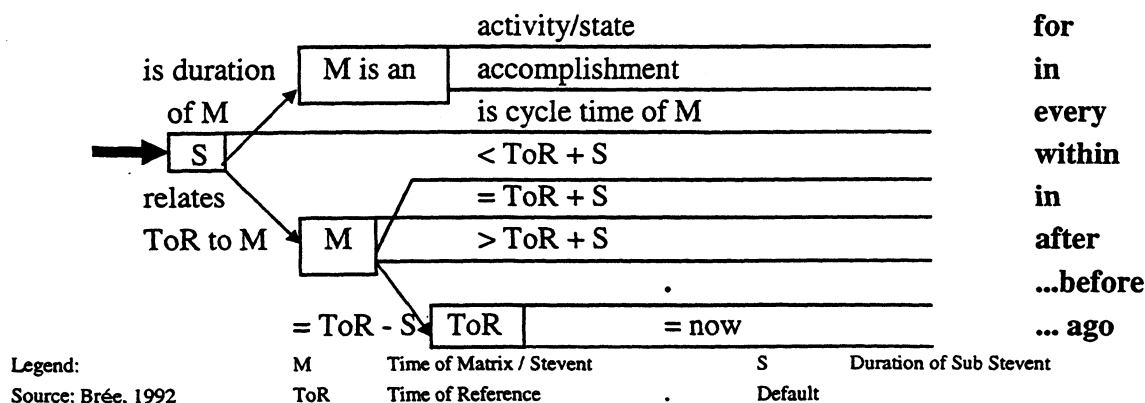 activity/state for
is duration M is an accomplishment in
of M is cycle time of M every
S < ToR + S within
relates = ToR + S in
ToR to M M > ToR + S after
. ...before
= ToR - S ToR = now ... ago
Legend: M Time of Matrix / Stevent S Duration of Sub Stevent
Source: Brée, 1992 ToR Time of Reference . Default